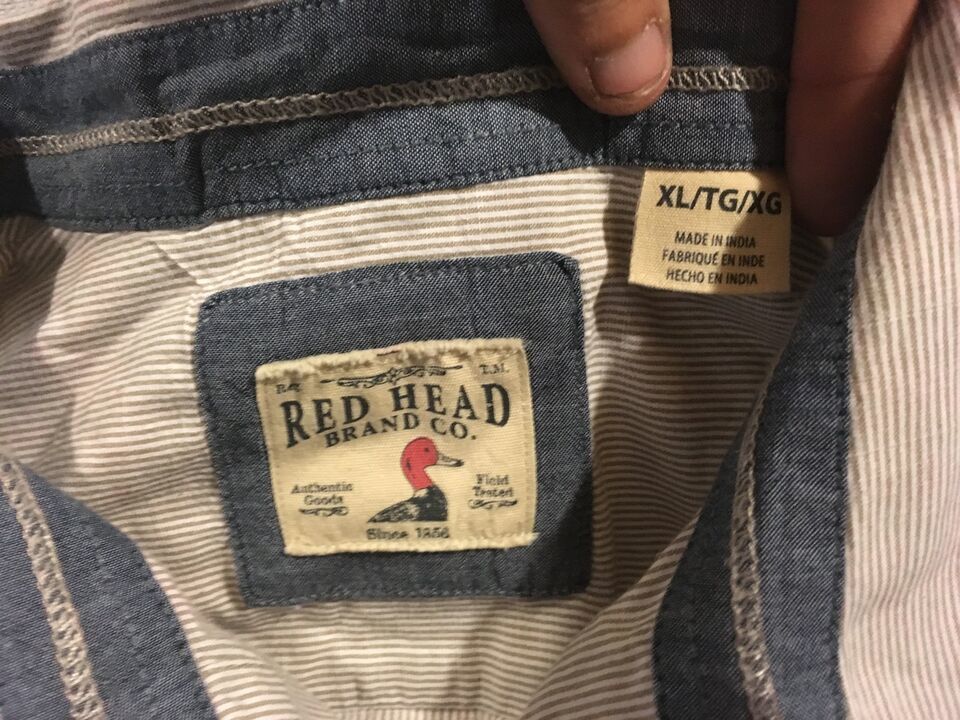 XL/TG/XG
MADE IN INDIA
FABRIQUÉ EN INDE
HECHO EN INDIA
T.M.
RED HEAD
BRAND CO.
Authentic
Goods
Field
Tested
Since 1856